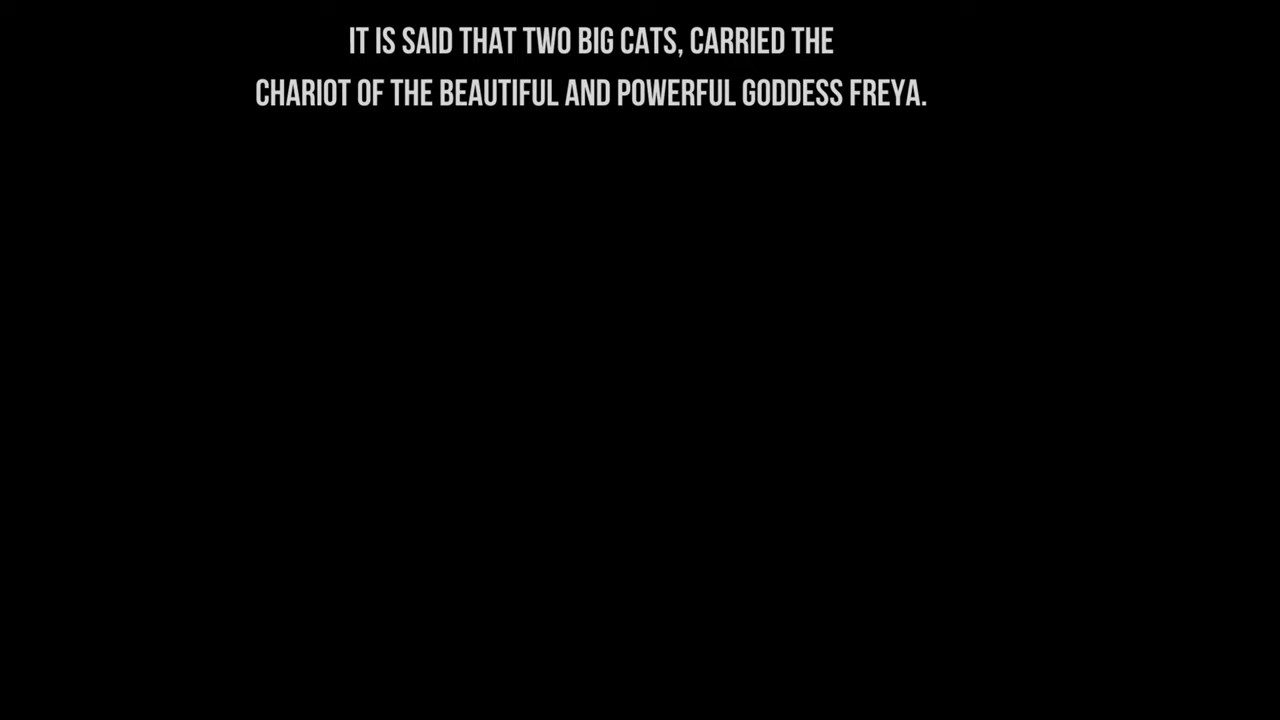 IT IS SAID THAT TWO BIG CATS, CARRIED THE
CHARIOT OF THE BEAUTIFUL AND POWERFUL GODDESS FREYA.